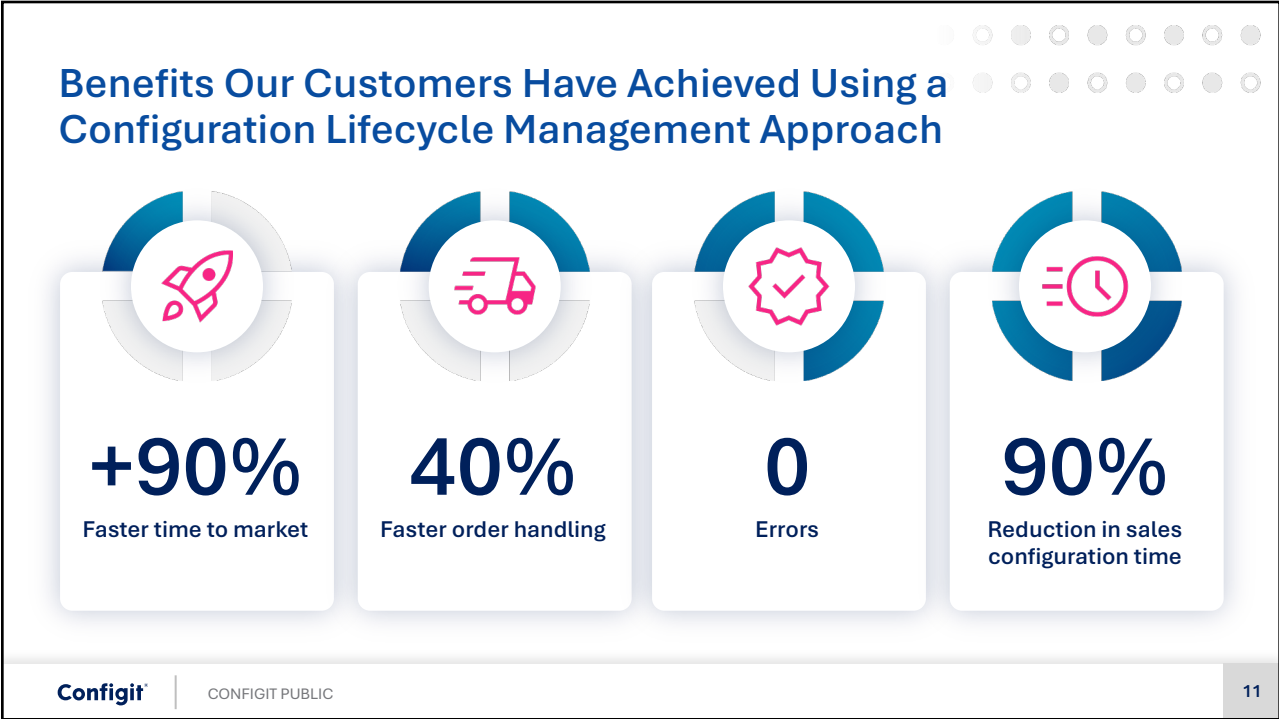 Benefits Our Customers Have Achieved Using a
Configuration Lifecycle Management Approach
+90%
Faster time to market
40%
Faster order handling
0
Errors
90%
Reduction in sales
configuration time
Configit
CONFIGIT PUBLIC
11